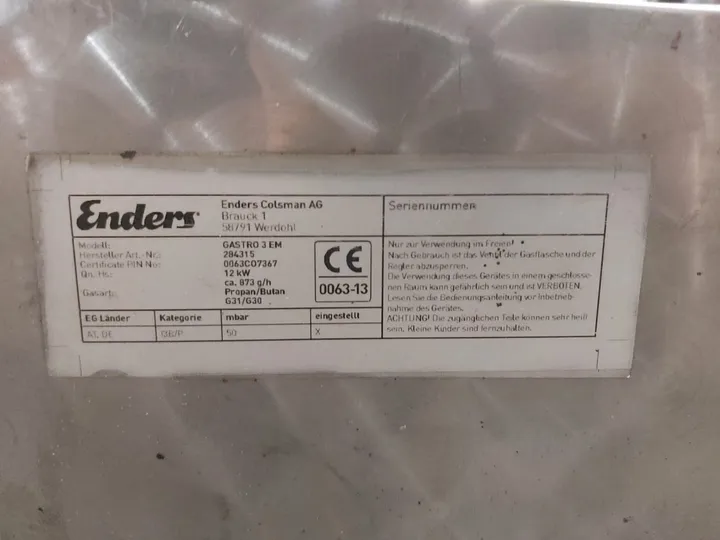 Enders
Enders Colsman AG
Brauck 1
58791 Werdohl
Seriennummer
Modell: GASTRO 3 EM
Hersteller Art.-Nr.: 284315
Certificate PIN No: 0063CO7367
Qn. Hs: 12 kW
ca. 873 g/h
Gasart: Propan/Butan
G31/G30
CE
0063-13
EG Länder Kategorie mbar eingestellt
AT, DE I3B/P 50 X
Nur zur Verwendung im Freien!
Nach Gebrauch ist das Ventil der Gasflasche und der
Regler abzusperren.
Die Verwendung dieses Gerätes in einem geschlosse-
nen Raum kann gefährlich sein und ist VERBOTEN.
Lesen Sie die Bedienungsanleitung vor Inbetrieb-
nahme des Gerätes.
ACHTUNG! Die zugänglichen Teile können sehr heiß
sein. Kleine Kinder sind fernzuhalten.